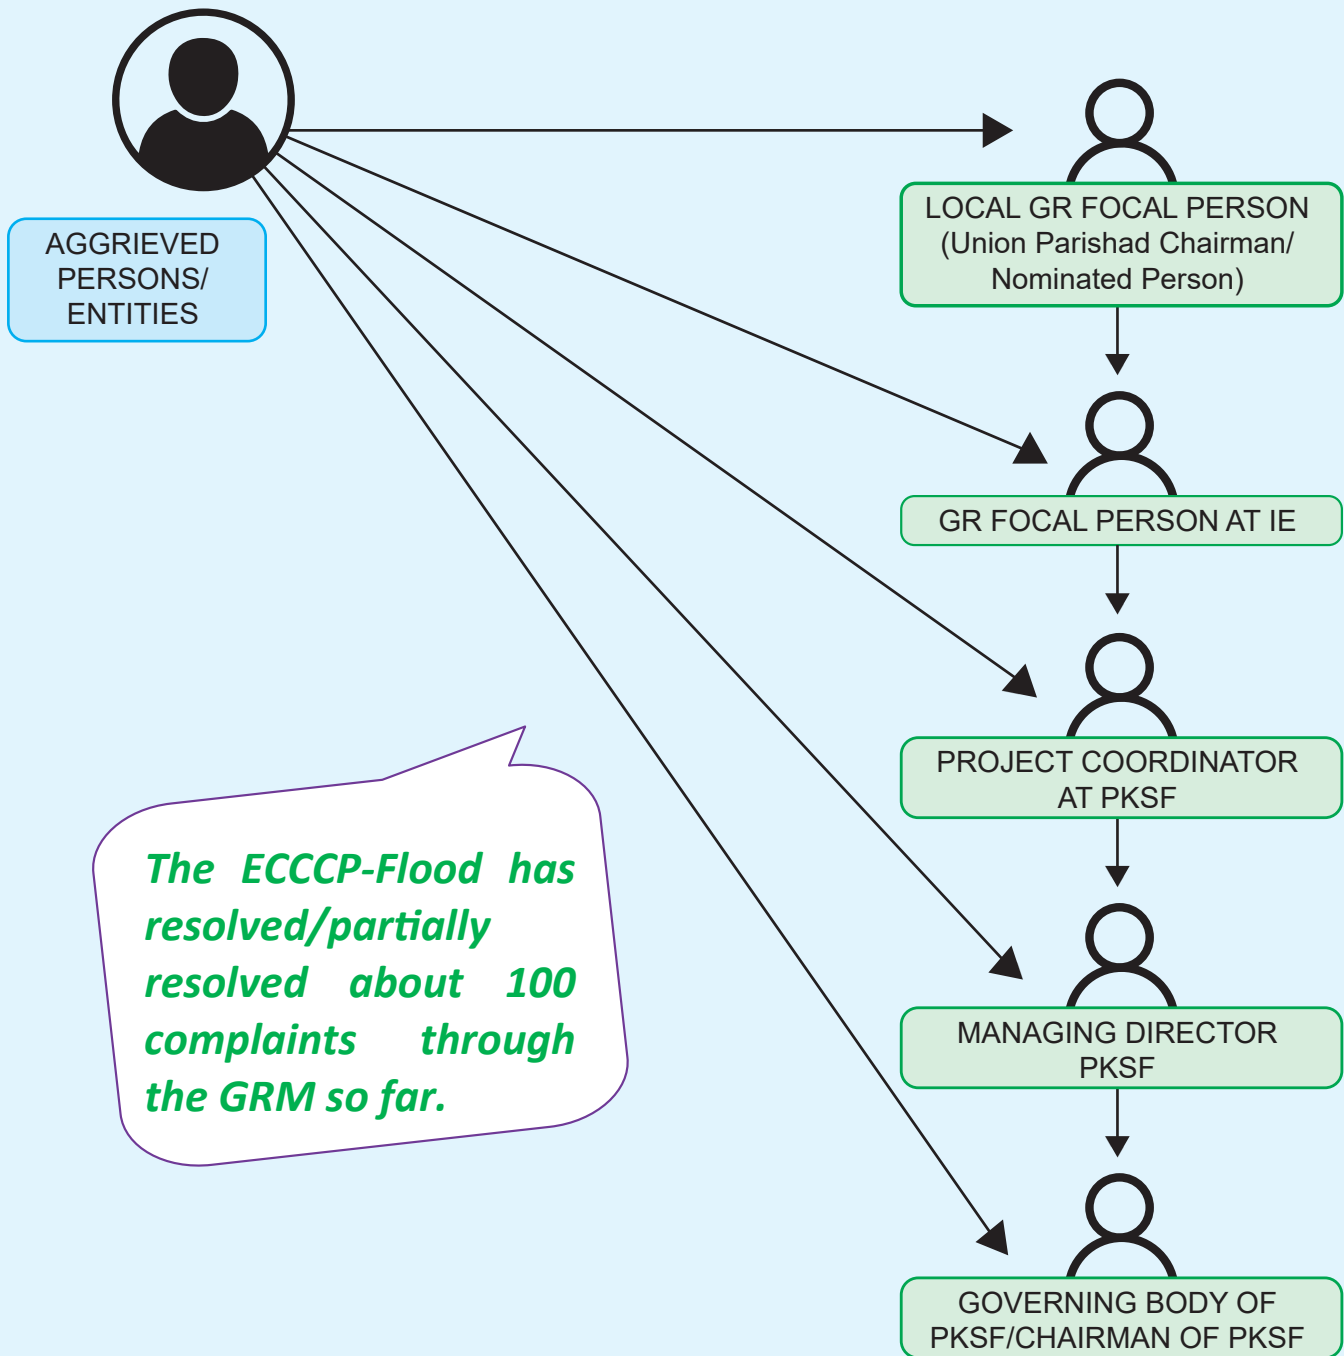 AGGRIEVED
PERSONS/
ENTITIES
LOCAL GR FOCAL PERSON
(Union Parishad Chairman/
Nominated Person)
GR FOCAL PERSON AT IE
PROJECT COORDINATOR
AT PKSF
The ECCCP-Flood has
resolved/partially
resolved about 100
complaints through
the GRM so far.
MANAGING DIRECTOR
PKSF
GOVERNING BODY OF
PKSF/CHAIRMAN OF PKSF